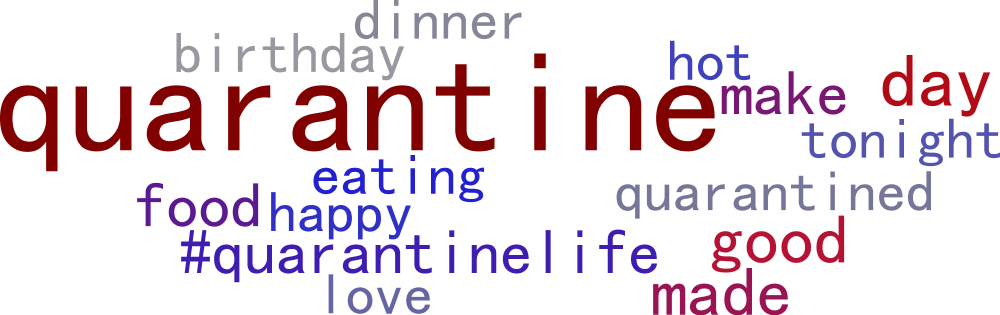 dinner
birthday
hot
quarantine
make
day
tonight
eating
quarantined
food
happy
#quarantinelife
good
love
made